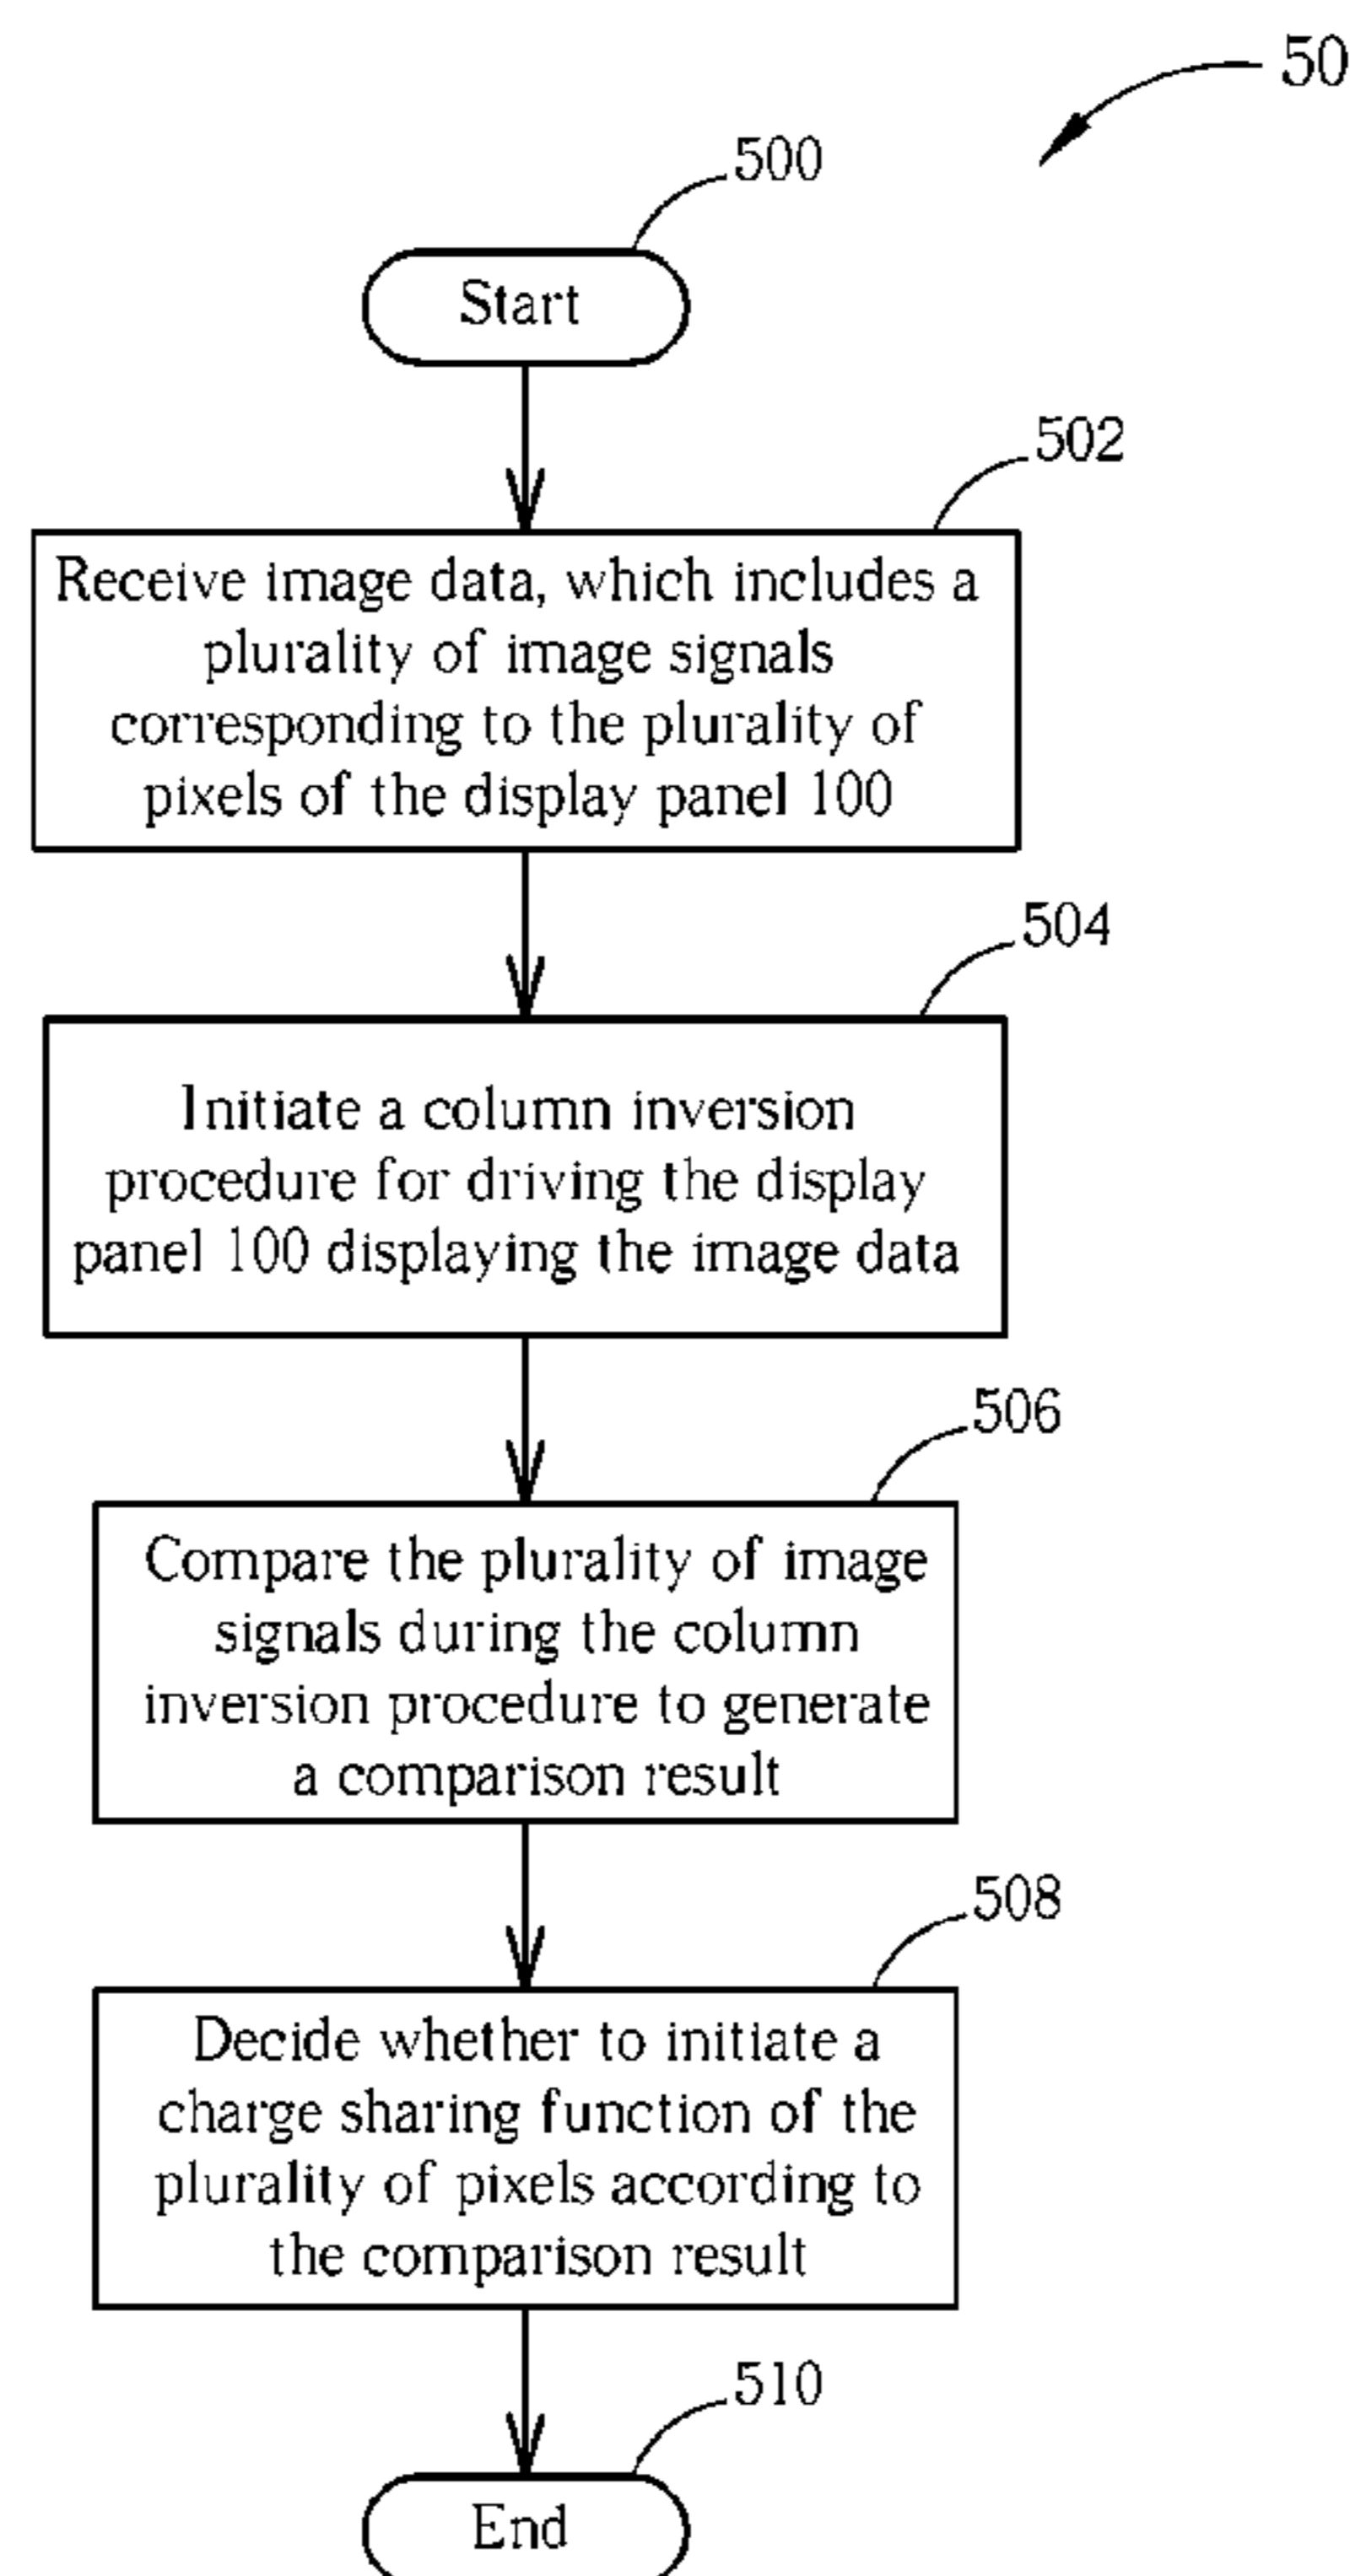 50
500
Start
502
Receive image data, which includes a
plurality of image signals
corresponding to the plurality of
pixels of the display panel 100
504
Initiate a column inversion
procedure for driving the display
panel 100 displaying the image data
506
Compare the plurality of image
signals during the column
inversion procedure to generate
a comparison result
508
Decide whether to initiate a
charge sharing function of the
plurality of pixels according to
the comparison result
510
End